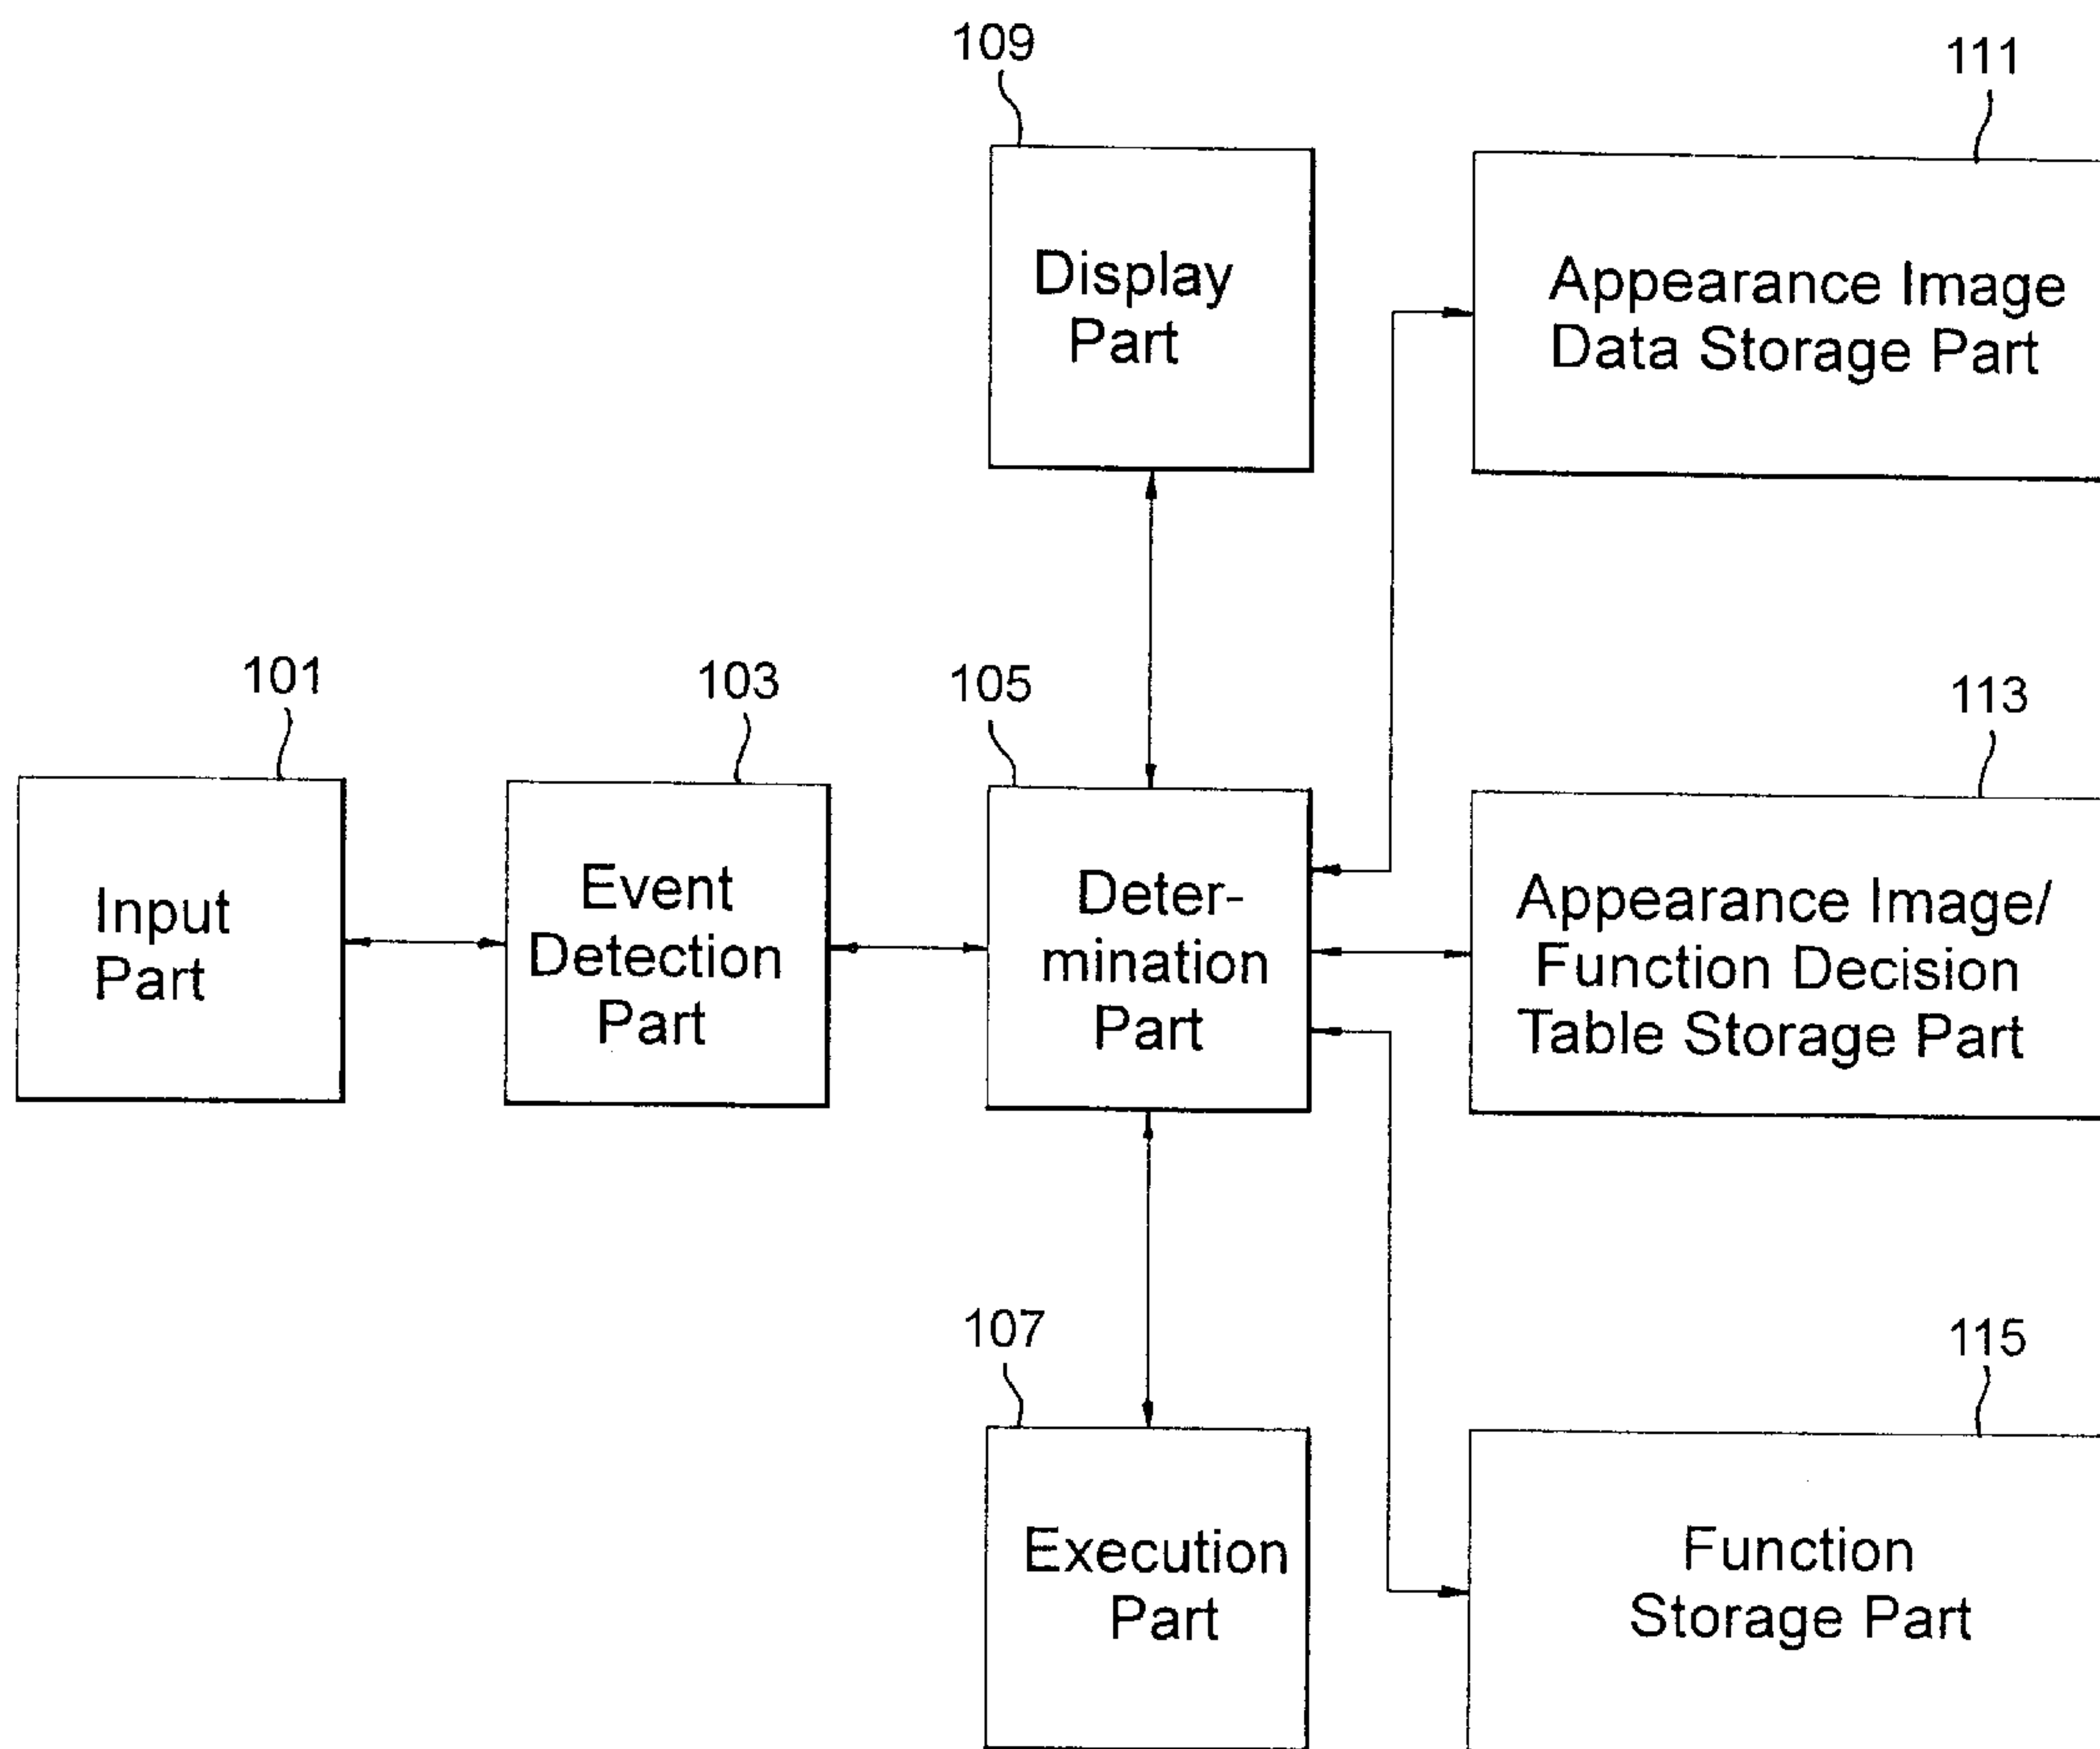 109
111
Display
Part
Appearance Image
Data Storage Part
101
103
105
113
Input
Part
Event
Detection
Part
Deter-
mination
Part
Appearance Image/
Function Decision
Table Storage Part
107
115
Execution
Part
Function
Storage Part